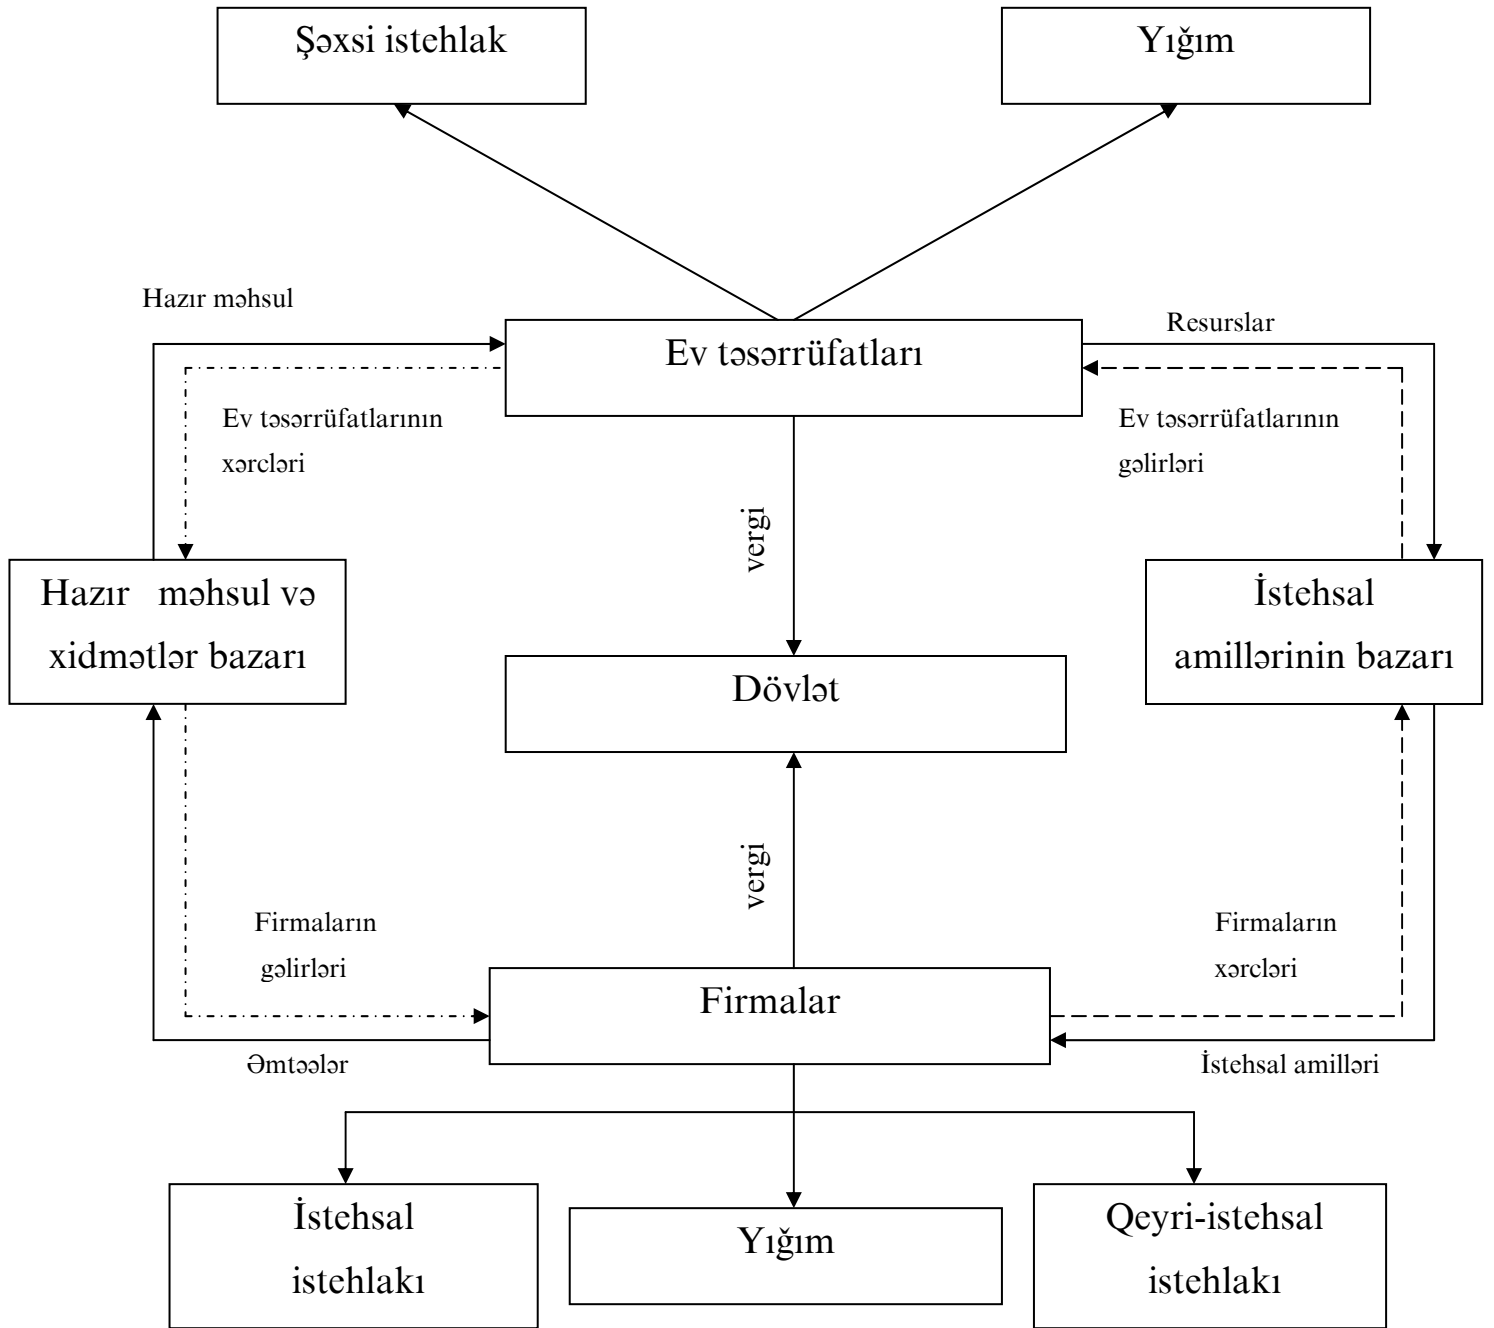 Şəxsi istehlak
Yığım
Hazır məhsul
Resurslar
Ev təsərrüfatları
Ev təsərrüfatlarının
xərcləri
Ev təsərrüfatlarının
gəlirləri
vergi
Hazır məhsul və
xidmətlər bazarı
İstehsal
amillərinin bazarı
Dövlət
vergi
Firmaların
gəlirləri
Firmaların
xərcləri
Firmalar
Əmtəələr
İstehsal amilləri
İstehsal
istehlakı
Yığım
Qeyri-istehsal
istehlakı